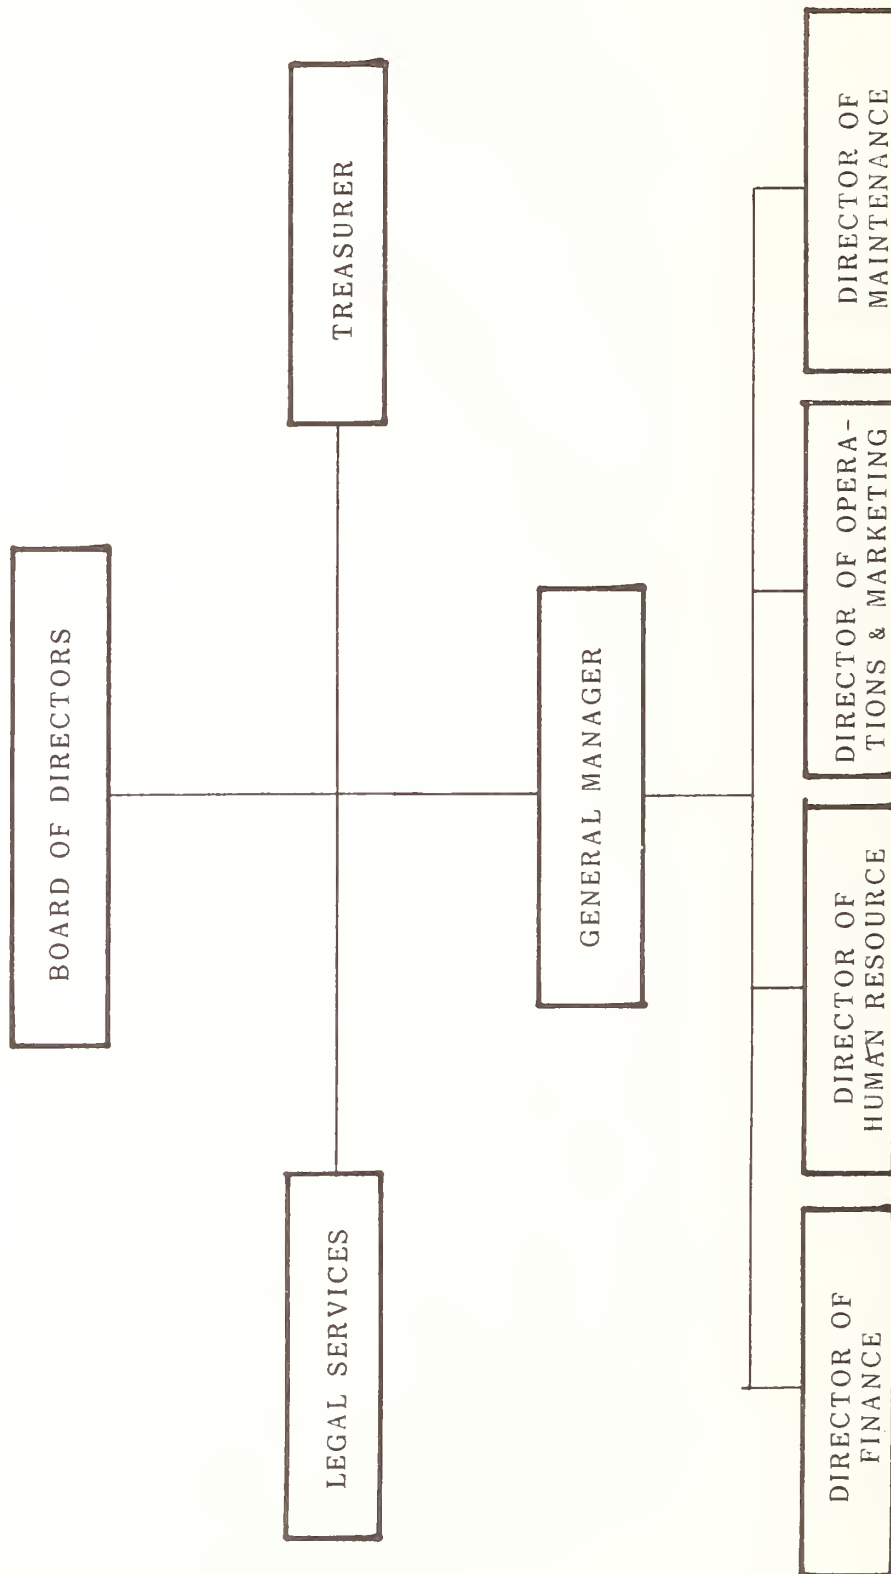 BOARD OF DIRECTORS
LEGAL SERVICES
TREASURER
GENERAL MANAGER
DIRECTOR OF
FINANCE
DIRECTOR OF
HUMAN RESOURCE
DIRECTOR OF OPERA-
TIONS & MARKETING
DIRECTOR OF
MAINTENANCE